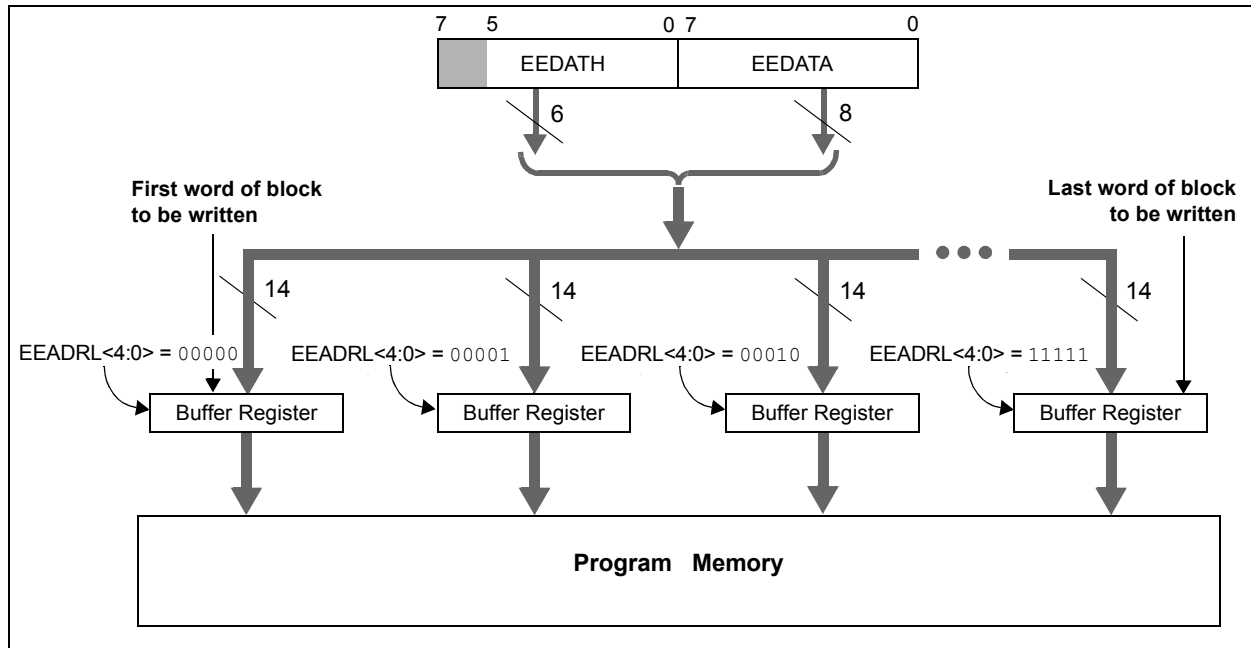 7 5 0 7 0
EEDATH EEDATA
6 8
First word of block
to be written
Last word of block
to be written
14 14 14 14
EEADRL<4:0> = 00000 EEADRL<4:0> = 00001 EEADRL<4:0> = 00010 EEADRL<4:0> = 11111
Buffer Register Buffer Register Buffer Register Buffer Register
Program Memory